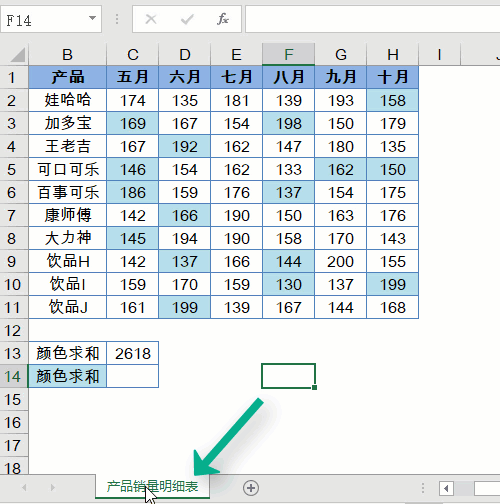 F14 fx
B C D E F G H I J
1 产品 五月 六月 七月 八月 九月 十月
2 娃哈哈 174 135 181 139 193 158
3 加多宝 169 167 154 198 150 179
4 王老吉 167 192 162 147 180 135
5 可口可乐 146 154 162 133 162 150
6 百事可乐 186 159 176 137 154 175
7 康师傅 142 166 190 150 163 176
8 大力神 145 194 190 158 170 143
9 饮品H 142 137 166 144 200 155
10 饮品I 159 170 159 130 137 199
11 饮品J 161 199 139 167 144 168
12
13 颜色求和 2618
14 颜色求和
15
16
17
18
产品销量明细表